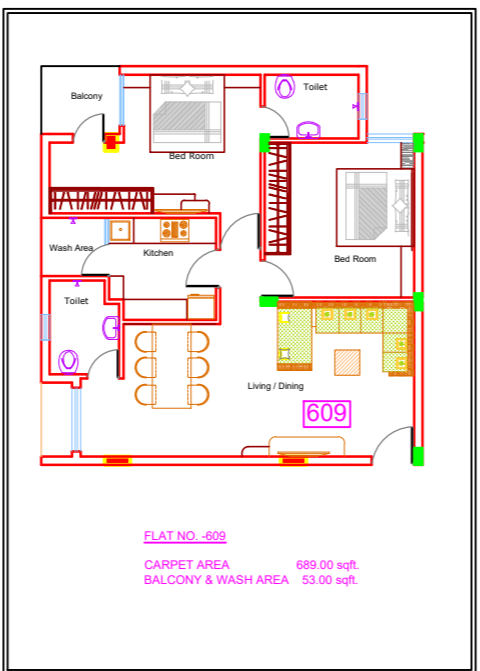 Balcony
Toilet
Bed Room
Wash Area
Kitchen
Bed Room
Toilet
Living / Dining
609
FLAT NO. -609
CARPET AREA 689.00 sqft.
BALCONY & WASH AREA 53.00 sqft.